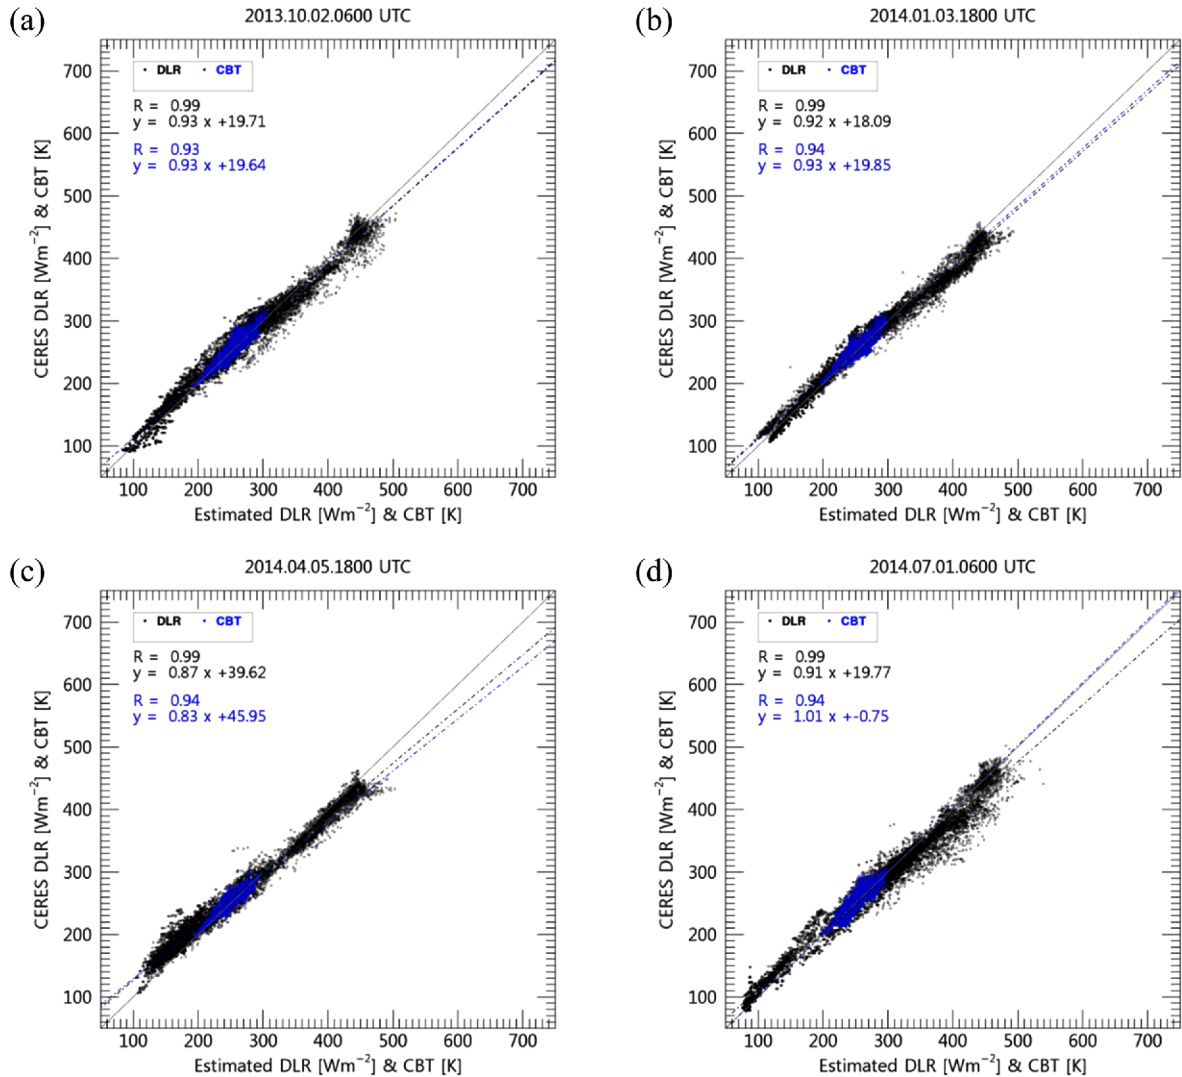 (a)
2013.10.02.0600 UTC
DLR CBT
R = 0.99
y = 0.93 x +19.71
R = 0.93
y = 0.93 x +19.64
700
600
500
400
300
200
100
CERES DLR [Wm−2] & CBT [K]
100 200 300 400 500 600 700
Estimated DLR [Wm−2] & CBT [K]
(b)
2014.01.03.1800 UTC
DLR CBT
R = 0.99
y = 0.92 x +18.09
R = 0.94
y = 0.93 x +19.85
700
600
500
400
300
200
100
CERES DLR [Wm−2] & CBT [K]
100 200 300 400 500 600 700
Estimated DLR [Wm−2] & CBT [K]
(c)
2014.04.05.1800 UTC
DLR CBT
R = 0.99
y = 0.87 x +39.62
R = 0.94
y = 0.83 x +45.95
700
600
500
400
300
200
100
CERES DLR [Wm−2] & CBT [K]
100 200 300 400 500 600 700
Estimated DLR [Wm−2] & CBT [K]
(d)
2014.07.01.0600 UTC
DLR CBT
R = 0.99
y = 0.91 x +19.77
R = 0.94
y = 1.01 x +-0.75
700
600
500
400
300
200
100
CERES DLR [Wm−2] & CBT [K]
100 200 300 400 500 600 700
Estimated DLR [Wm−2] & CBT [K]